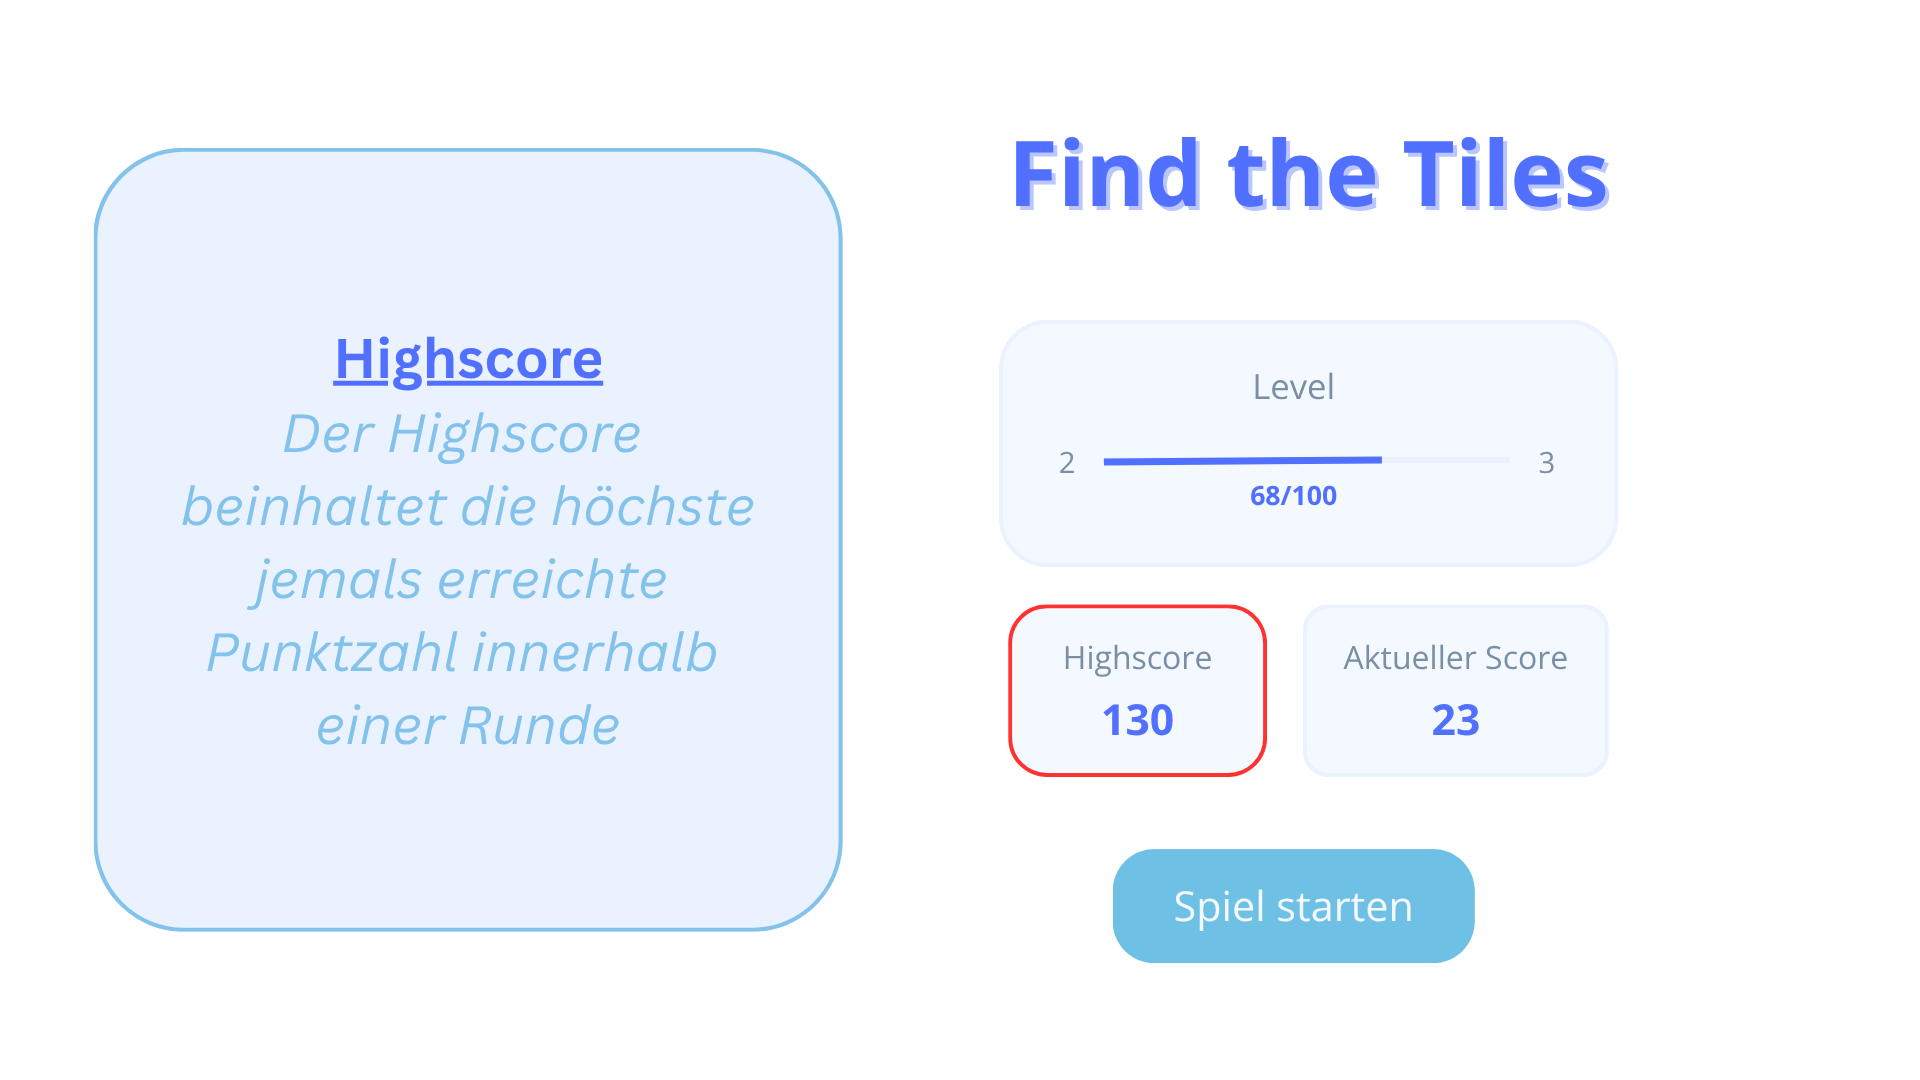 Highscore
Der Highscore
beinhaltet die höchste
jemals erreichte
Punktzahl innerhalb
einer Runde
Find the Tiles
Level
2 3
68/100
Highscore Aktueller Score
130 23
Spiel starten